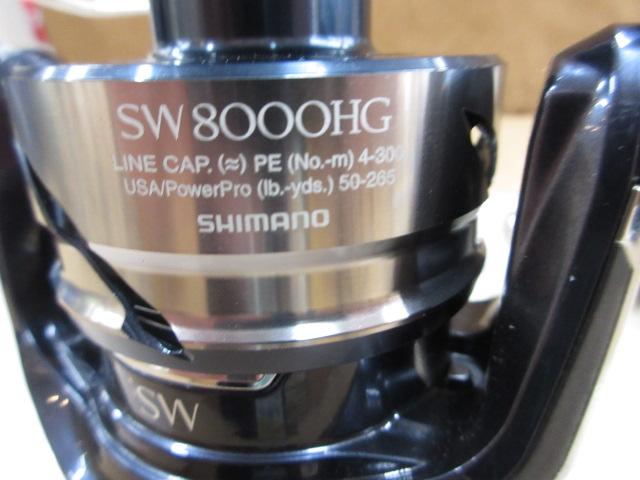 SW 8000HG
LINE CAP. (≈) PE (No.-m) 4-300
USA/PowerPro (lb.-yds.) 50-265
SHIMANO
SW